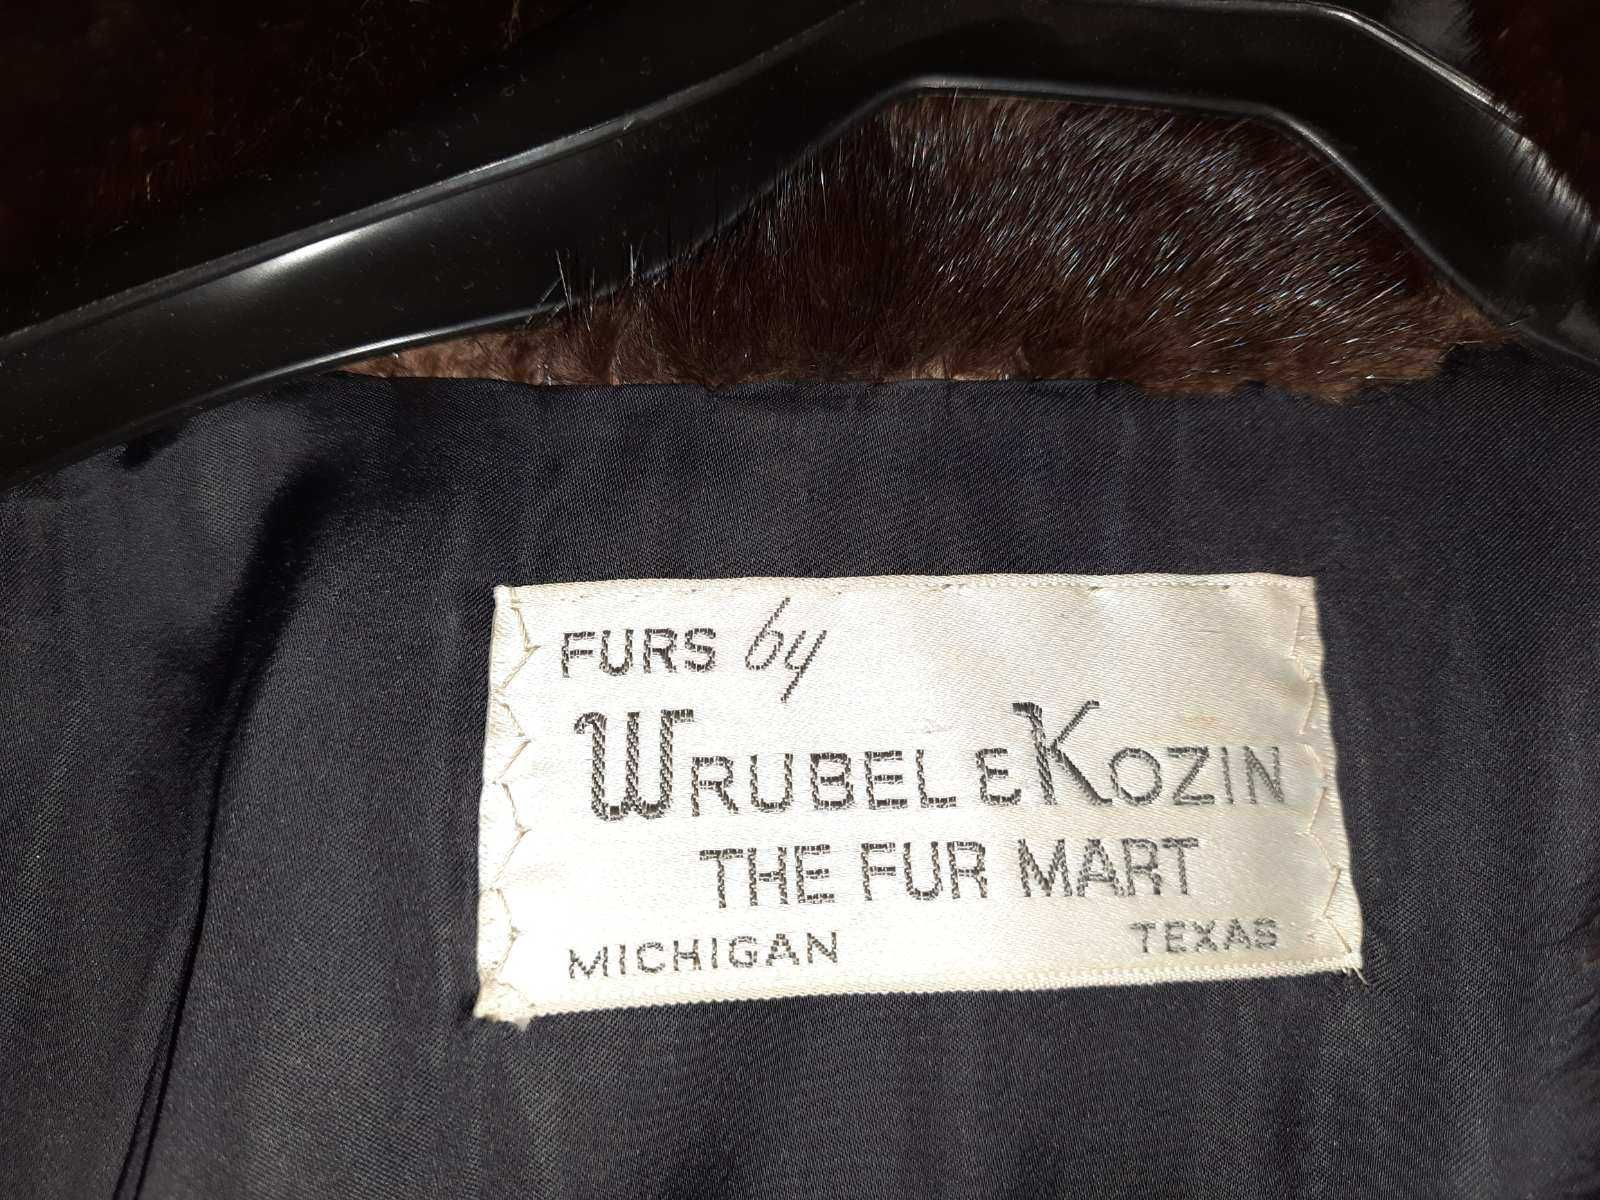 FURS by
WRUBEL & KOZIN
THE FUR MART
MICHIGAN TEXAS